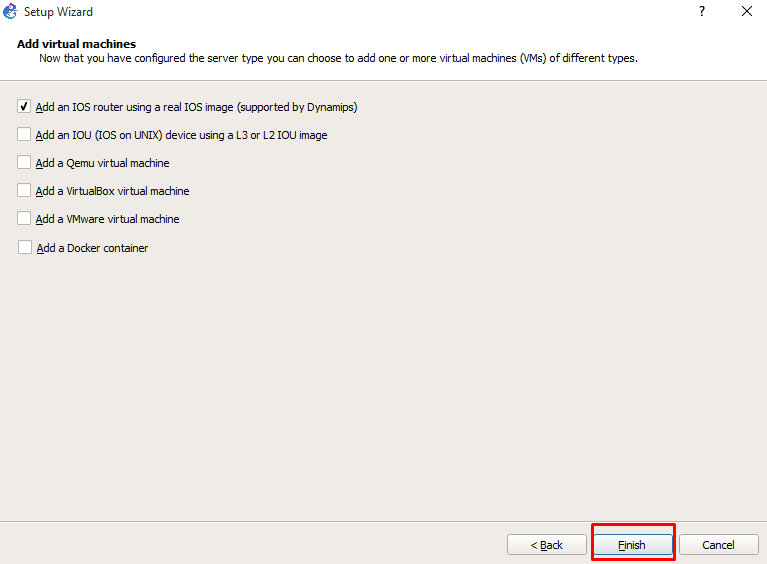 Setup Wizard
?
Add virtual machines
Now that you have configured the server type you can choose to add one or more virtual machines (VMs) of different types.
Add an IOS router using a real IOS image (supported by Dynamips)
Add an IOU (IOS on UNIX) device using a L3 or L2 IOU image
Add a Qemu virtual machine
Add a VirtualBox virtual machine
Add a VMware virtual machine
Add a Docker container
< Back Finish Cancel